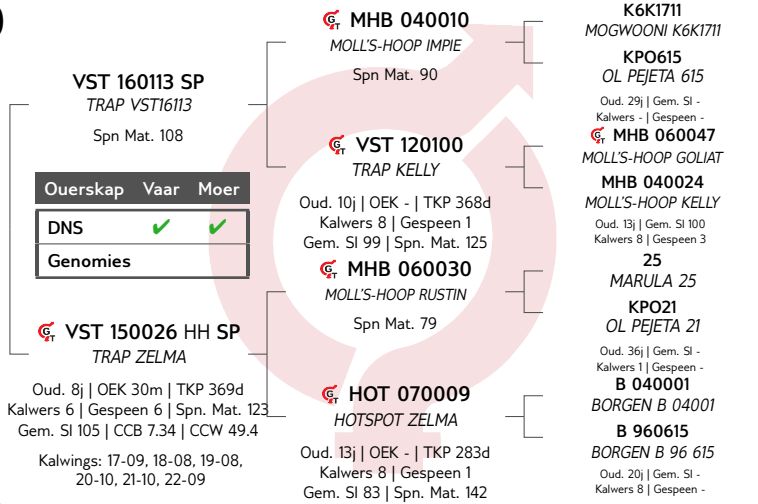 VST 160113 SP
TRAP VST16113
Spn Mat. 108
Ouerskap Vaar Moer
DNS ✔ ✔
Genomies
VST 150026 HH SP
TRAP ZELMA
Oud. 8j | OEK 30m | TKP 369d
Kalwers 6 | Gespeen 6 | Spn. Mat. 123
Gem. SI 105 | CCB 7.34 | CCW 49.4
Kalwings: 17-09, 18-08, 19-08,
20-10, 21-10, 22-09
MHB 040010
MOLL'S-HOOP IMPIE
Spn Mat. 90
VST 120100
TRAP KELLY
Oud. 10j | OEK - | TKP 368d
Kalwers 8 | Gespeen 1
Gem. SI 99 | Spn. Mat. 125
MHB 060030
MOLL'S-HOOP RUSTIN
Spn Mat. 79
HOT 070009
HOTSPOT ZELMA
Oud. 13j | OEK - | TKP 283d
Kalwers 8 | Gespeen 1
Gem. SI 83 | Spn. Mat. 142
K6K1711
MOGWOONI K6K1711
KPO615
OL PEJETA 615
Oud. 29j | Gem. SI -
Kalwers - | Gespeen -
MHB 060047
MOLL'S-HOOP GOLIAT
MHB 040024
MOLL'S-HOOP KELLY
Oud. 13j | Gem. SI 100
Kalwers 8 | Gespeen 3
25
MARULA 25
KPO21
OL PEJETA 21
Oud. 36j | Gem. SI -
Kalwers 1 | Gespeen -
B 040001
BORGEN B 04001
B 960615
BORGEN B 96 615
Oud. 20j | Gem. SI -
Kalwers 8 | Gespeen -